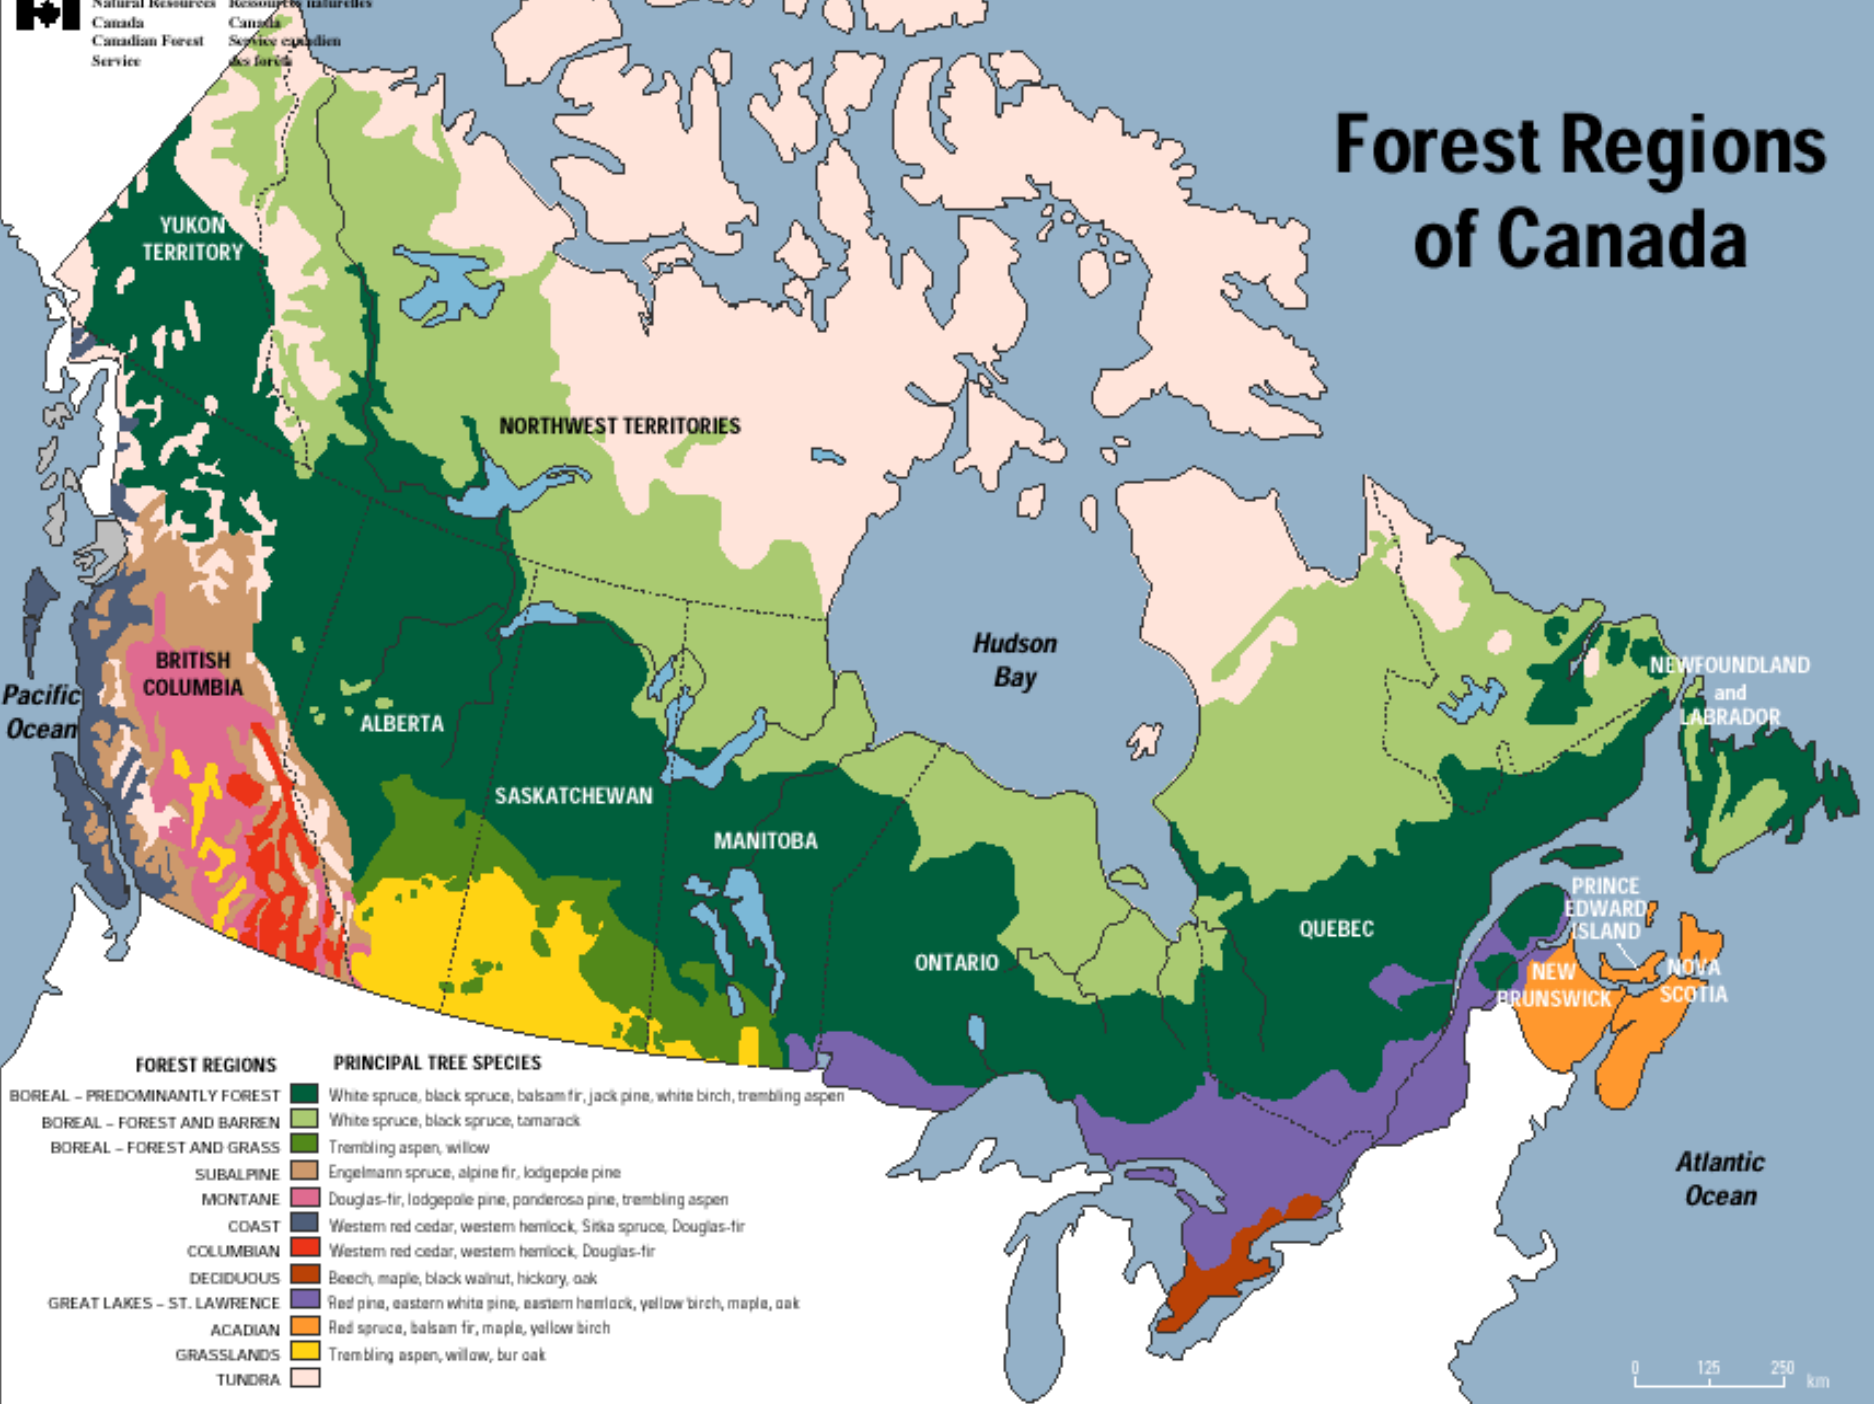 Natural Resources Ressources naturelles
Canada Canada
Canadian Forest Service canadien
Service des forêts
Forest Regions
of Canada
YUKON
TERRITORY
NORTHWEST TERRITORIES
BRITISH
COLUMBIA
Pacific
Ocean
ALBERTA
SASKATCHEWAN
MANITOBA
Hudson
Bay
ONTARIO
QUEBEC
NEWFOUNDLAND
and
LABRADOR
PRINCE
EDWARD
ISLAND
NEW
BRUNSWICK
NOVA
SCOTIA
Atlantic
Ocean
FOREST REGIONS PRINCIPAL TREE SPECIES
BOREAL – PREDOMINANTLY FOREST White spruce, black spruce, balsam fir, jack pine, white birch, trembling aspen
BOREAL – FOREST AND BARREN White spruce, black spruce, tamarack
BOREAL – FOREST AND GRASS Trembling aspen, willow
SUBALPINE Engelmann spruce, alpine fir, lodgepole pine
MONTANE Douglas-fir, lodgepole pine, ponderosa pine, trembling aspen
COAST Western red cedar, western hemlock, Sitka spruce, Douglas-fir
COLUMBIAN Western red cedar, western hemlock, Douglas-fir
DECIDUOUS Beech, maple, black walnut, hickory, oak
GREAT LAKES – ST. LAWRENCE Red pine, eastern white pine, eastern hemlock, yellow birch, maple, oak
ACADIAN Red spruce, balsam fir, maple, yellow birch
GRASSLANDS Trembling aspen, willow, bur oak
TUNDRA
0 125 250
km